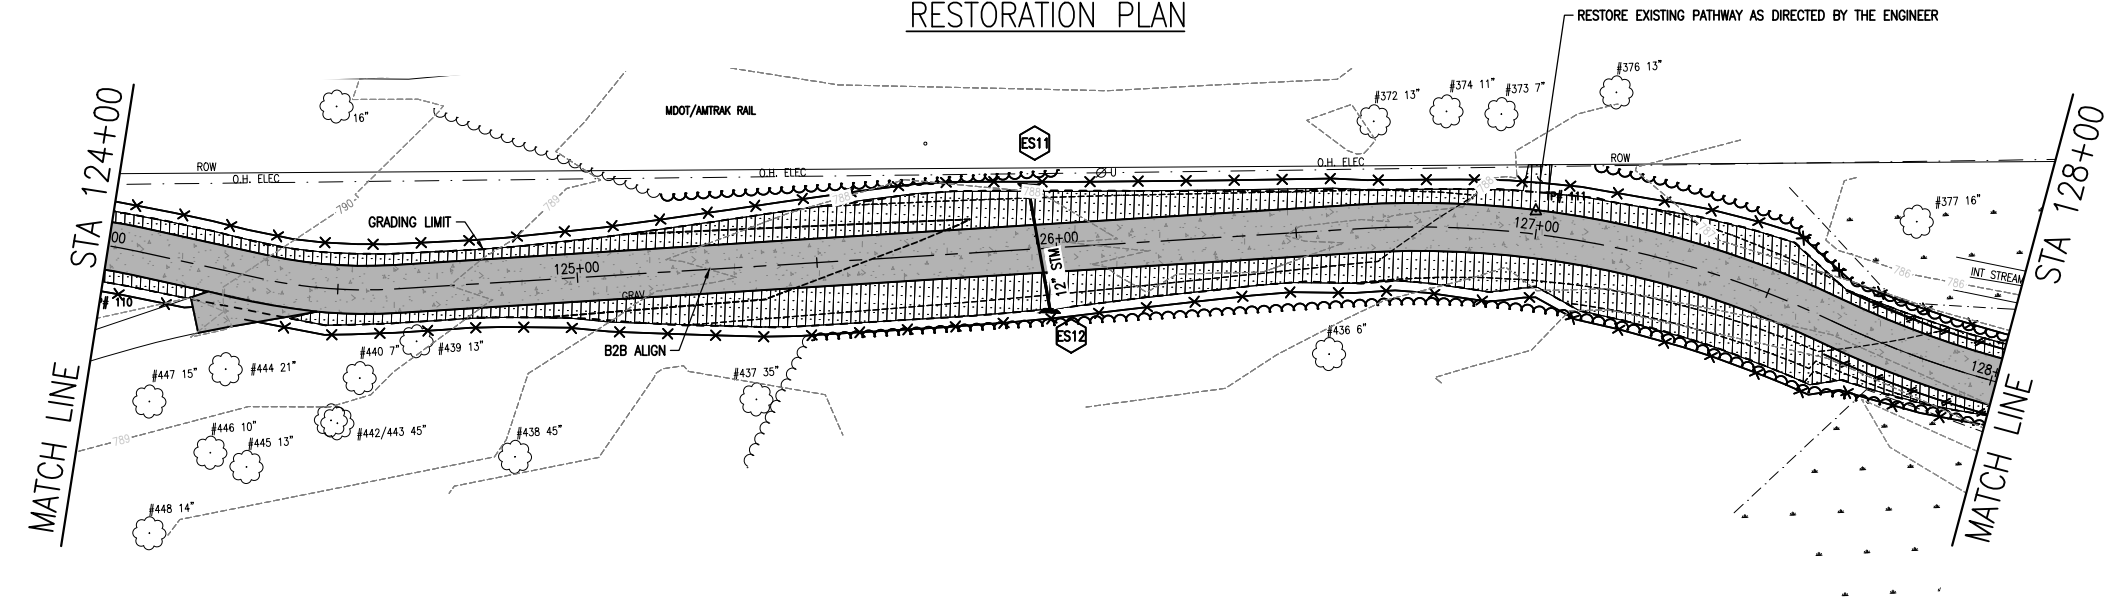 RESTORATION PLAN
RESTORE EXISTING PATHWAY AS DIRECTED BY THE ENGINEER
#376 13"
#374 11"
#373 7"
#372 13"
16"
MDOT/AMTRAK RAIL
STA 124+00
ES11
STA 128+00
ROW
O.H. ELEC
O.H. ELEC
U
O.H. ELEC
ROW
790
789
788
788
788
#377 16"
GRADING LIMIT
00
125+00
26+00
127+00
12" STM
GRAV
786
786
INT STREAM
110
B2B ALIGN
ES12
#436 6"
#440 7"
#439 13"
#444 21"
#447 15"
#437 35"
128+
MATCH LINE
789
#446 10"
#445 13"
#442/443 45"
#438 45"
#448 14"
MATCH LINE